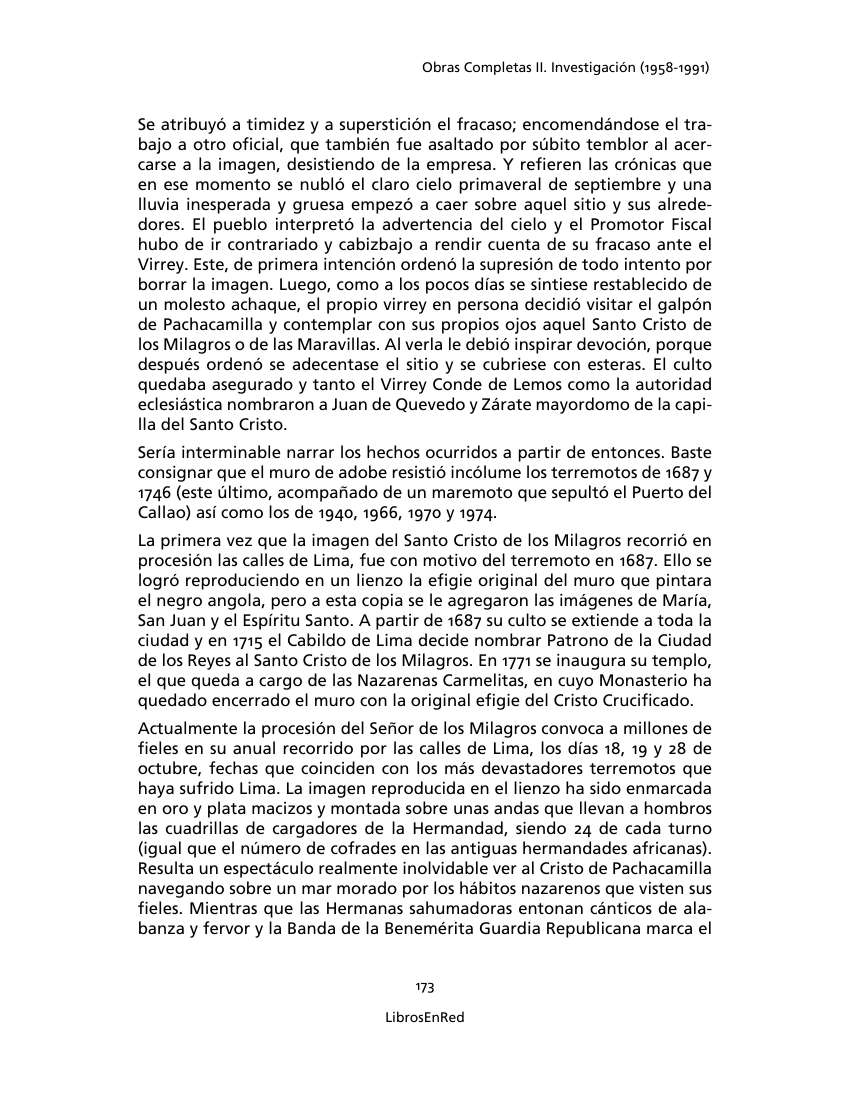 Obras Completas II. Investigación (1958-1991)
Se atribuyó a timidez y a superstición el fracaso; encomendándose el tra-
bajo a otro oficial, que también fue asaltado por súbito temblor al acer-
carse a la imagen, desistiendo de la empresa. Y refieren las crónicas que
en ese momento se nubló el claro cielo primaveral de septiembre y una
lluvia inesperada y gruesa empezó a caer sobre aquel sitio y sus alrede-
dores. El pueblo interpretó la advertencia del cielo y el Promotor Fiscal
hubo de ir contrariado y cabizbajo a rendir cuenta de su fracaso ante el
Virrey. Este, de primera intención ordenó la supresión de todo intento por
borrar la imagen. Luego, como a los pocos días se sintiese restablecido de
un molesto achaque, el propio virrey en persona decidió visitar el galpón
de Pachacamilla y contemplar con sus propios ojos aquel Santo Cristo de
los Milagros o de las Maravillas. Al verla le debió inspirar devoción, porque
después ordenó se adecentase el sitio y se cubriese con esteras. El culto
quedaba asegurado y tanto el Virrey Conde de Lemos como la autoridad
eclesiástica nombraron a Juan de Quevedo y Zárate mayordomo de la capi-
lla del Santo Cristo.
Sería interminable narrar los hechos ocurridos a partir de entonces. Baste
consignar que el muro de adobe resistió incólume los terremotos de 1687 y
1746 (este último, acompañado de un maremoto que sepultó el Puerto del
Callao) así como los de 1940, 1966, 1970 y 1974.
La primera vez que la imagen del Santo Cristo de los Milagros recorrió en
procesión las calles de Lima, fue con motivo del terremoto en 1687. Ello se
logró reproduciendo en un lienzo la efigie original del muro que pintara
el negro angola, pero a esta copia se le agregaron las imágenes de María,
San Juan y el Espíritu Santo. A partir de 1687 su culto se extiende a toda la
ciudad y en 1715 el Cabildo de Lima decide nombrar Patrono de la Ciudad
de los Reyes al Santo Cristo de los Milagros. En 1771 se inaugura su templo,
el que queda a cargo de las Nazarenas Carmelitas, en cuyo Monasterio ha
quedado encerrado el muro con la original efigie del Cristo Crucificado.
Actualmente la procesión del Señor de los Milagros convoca a millones de
fieles en su anual recorrido por las calles de Lima, los días 18, 19 y 28 de
octubre, fechas que coinciden con los más devastadores terremotos que
haya sufrido Lima. La imagen reproducida en el lienzo ha sido enmarcada
en oro y plata macizos y montada sobre unas andas que llevan a hombros
las cuadrillas de cargadores de la Hermandad, siendo 24 de cada turno
(igual que el número de cofrades en las antiguas hermandades africanas).
Resulta un espectáculo realmente inolvidable ver al Cristo de Pachacamilla
navegando sobre un mar morado por los hábitos nazarenos que visten sus
fieles. Mientras que las Hermanas sahumadoras entonan cánticos de ala-
banza y fervor y la Banda de la Benemérita Guardia Republicana marca el
173
LibrosEnRed